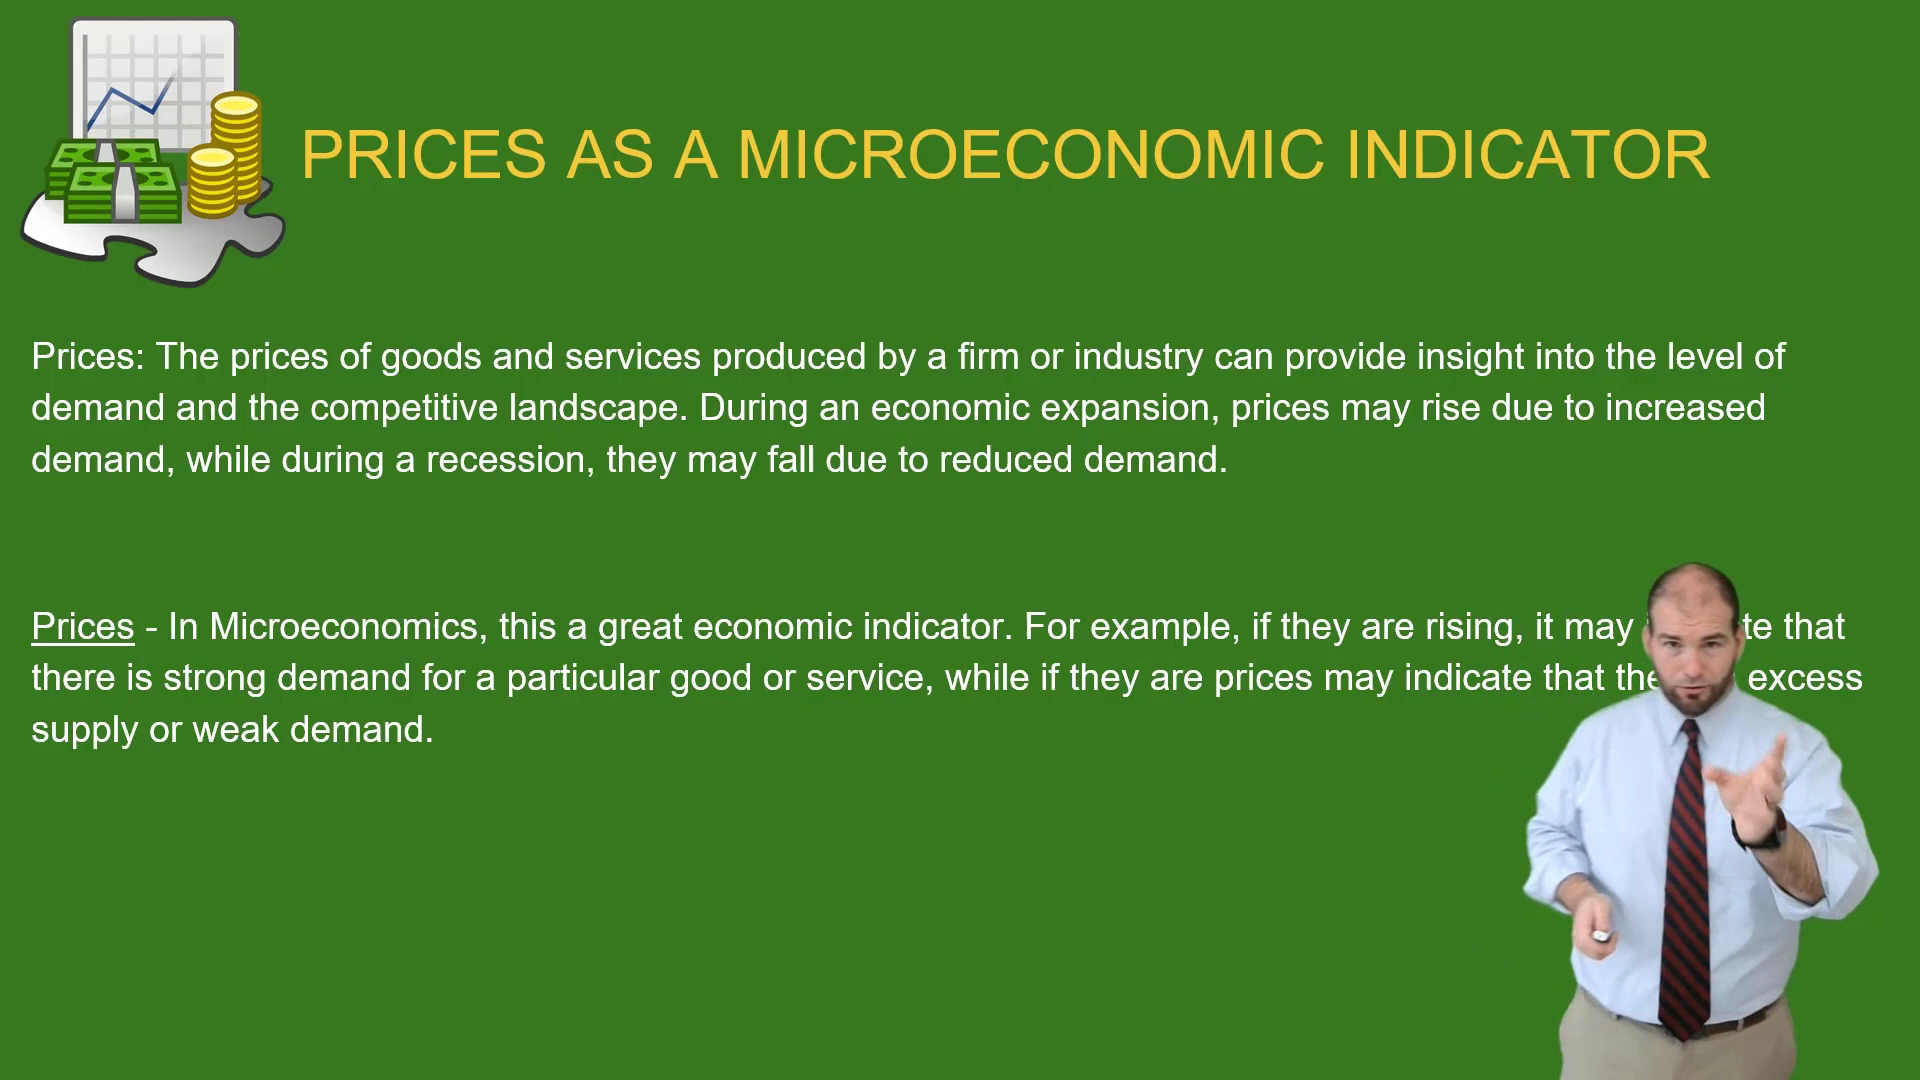 PRICES AS A MICROECONOMIC INDICATOR
Prices: The prices of goods and services produced by a firm or industry can provide insight into the level of
demand and the competitive landscape. During an economic expansion, prices may rise due to increased
demand, while during a recession, they may fall due to reduced demand.
Prices - In Microeconomics, this a great economic indicator. For example, if they are rising, it may that
there is strong demand for a particular good or service, while if they are prices may indicate that excess
supply or weak demand.